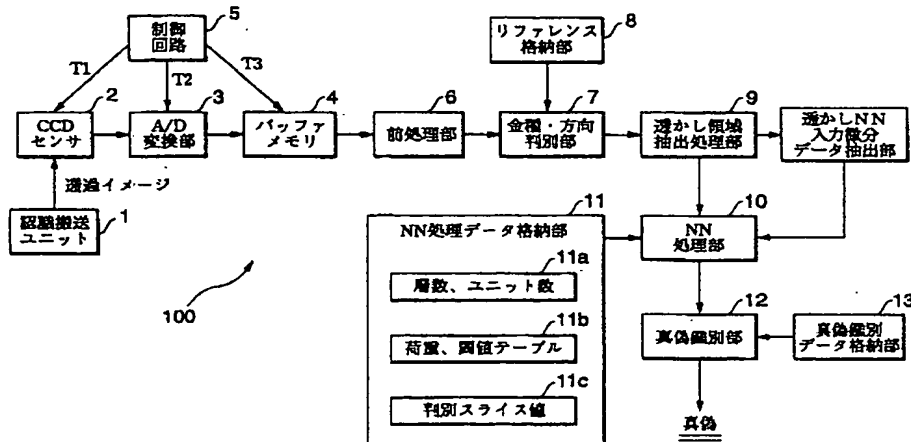 5
制御
回路
8
リファレンス
格納部
T1
T2
T3
2
CCD
センサ
3
A/D
変換部
4
バッファ
メモリ
6
前処理部
7
金種・方向
判別部
9
透かし領域
抽出処理部
透かしNN
入力微分
データ抽出部
透過イメージ
1
認識搬送
ユニット
11
NN処理データ格納部
10
NN
処理部
11a
層数、ユニット数
100
11b
荷重、閾値テーブル
12
真偽鑑別部
13
真偽鑑別
データ格納部
11c
判別スライス値
真偽